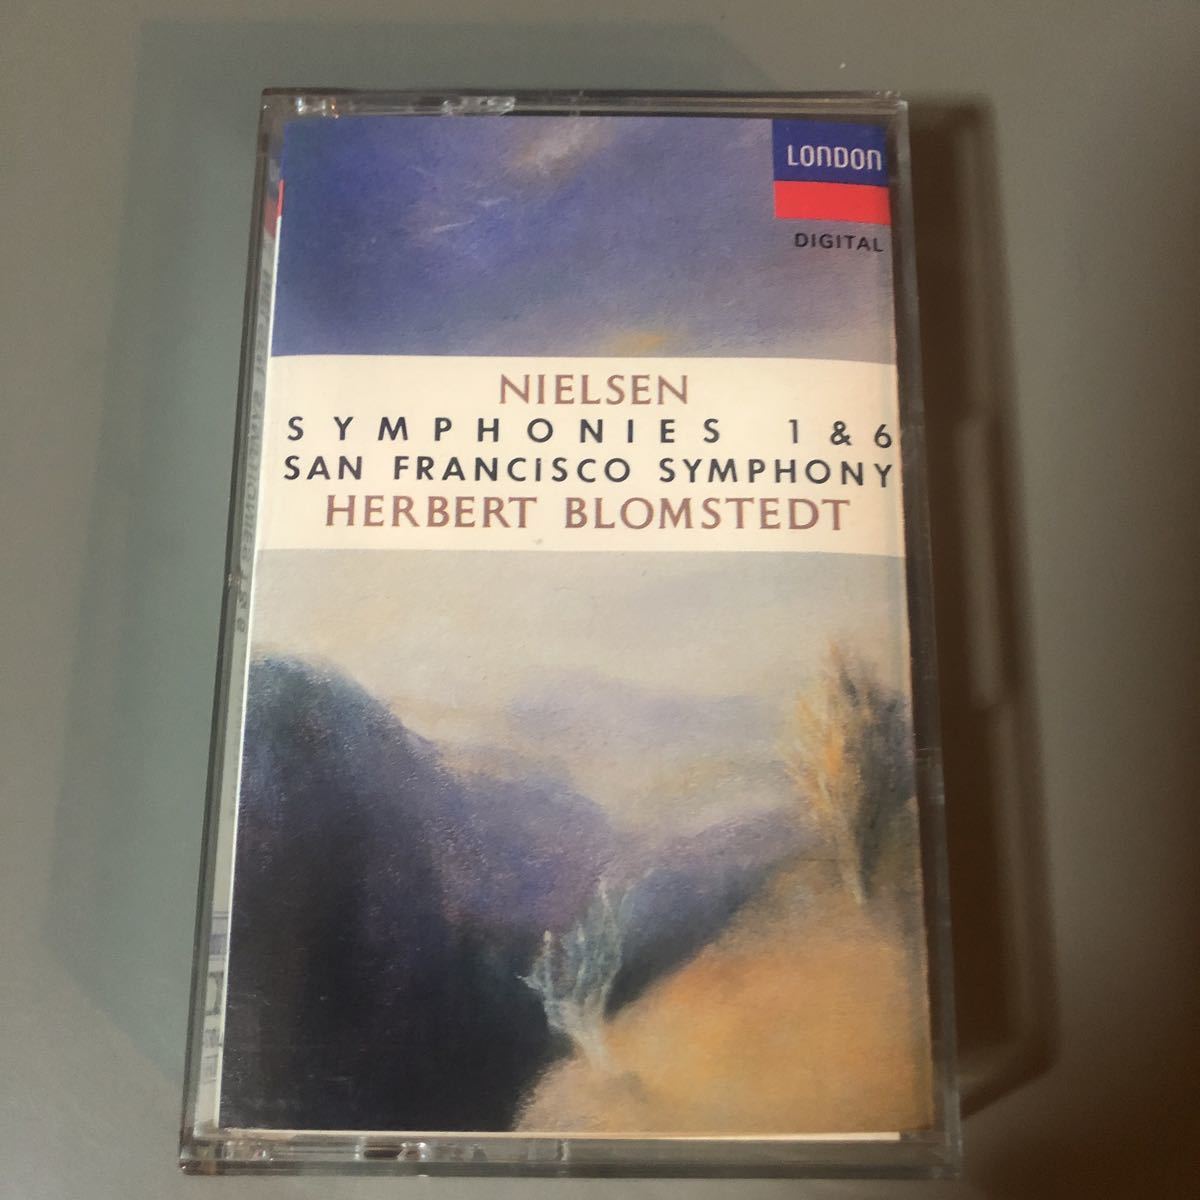 LONDON
DIGITAL
NIELSEN
SYMPHONIES 1 & 6
SAN FRANCISCO SYMPHONY
HERBERT BLOMSTEDT